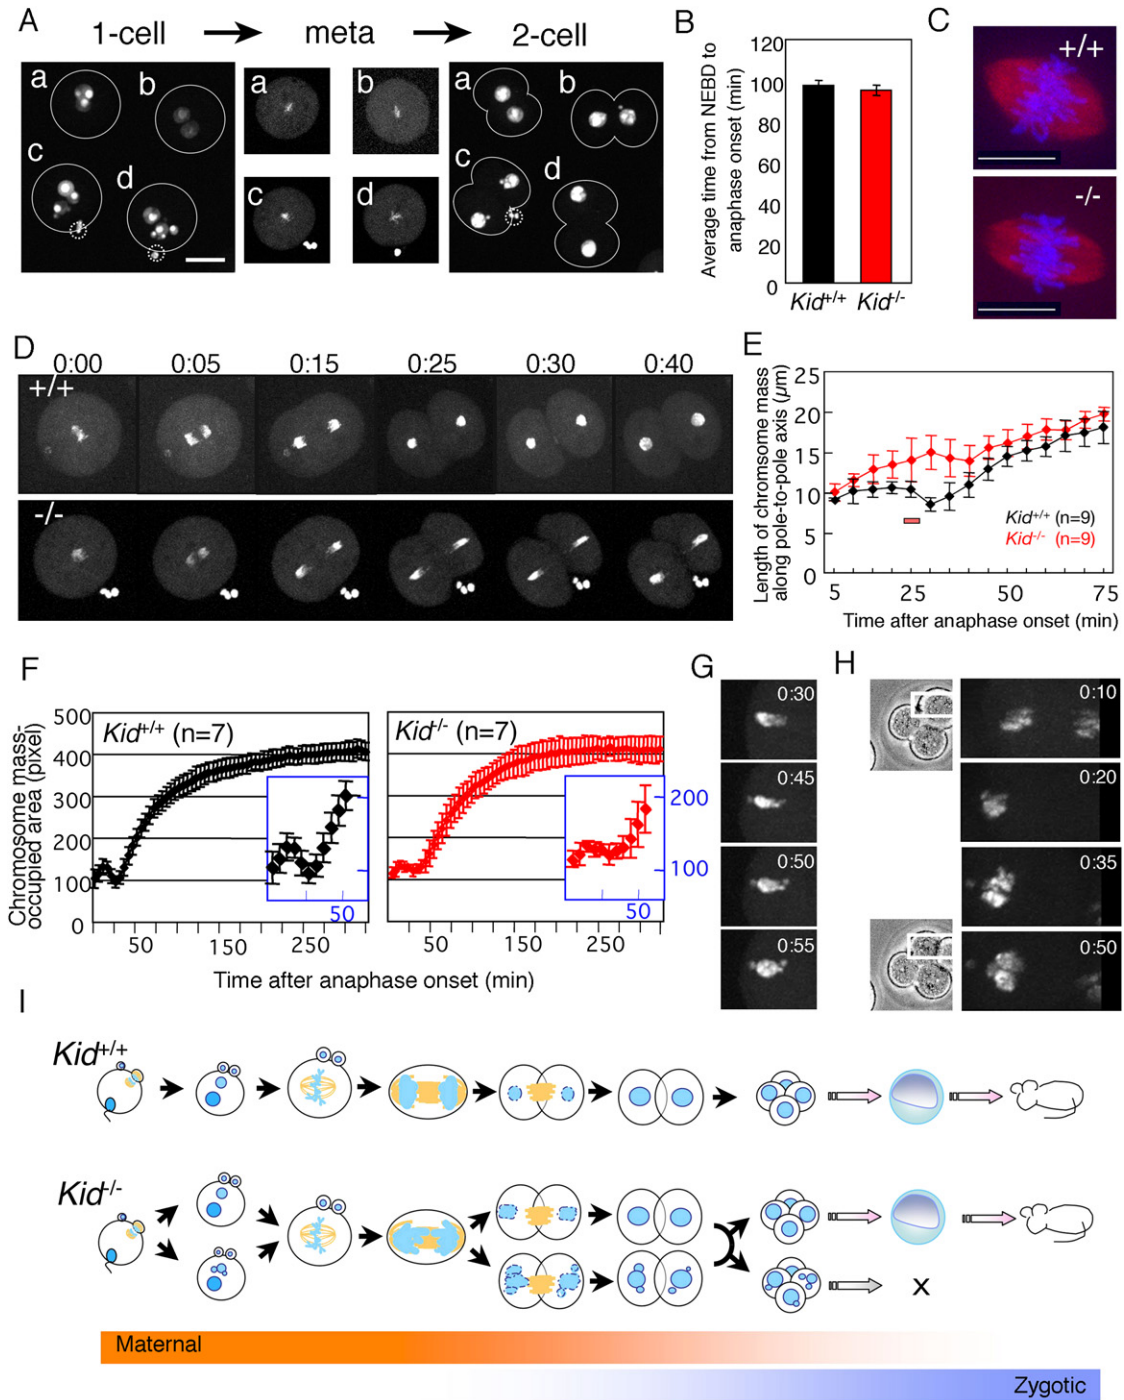 A
1-cell
meta
2-cell
a
b
c
d
a
b
c
d
a
b
c
d
B
Average time from NEBD to
anaphase onset (min)
120
100
80
60
40
20
0
Kid+/+
Kid-/-
C
+/+
-/-
D
0:00
0:05
0:15
0:25
0:30
0:40
+/+
-/-
E
Length of chromsome mass
along pole-to-pole axis (µm)
25
20
15
10
5
0
Kid+/+ (n=9)
Kid-/- (n=9)
5
25
50
75
Time after anaphase onset (min)
F
Chromosome mass-
occupied area (pixel)
500
400
300
200
100
0
Kid+/+ (n=7)
50
Kid-/- (n=7)
200
100
50
50
150
250
50
150
250
Time after anaphase onset (min)
G
0:30
0:45
0:50
0:55
H
0:10
0:20
0:35
0:50
I
Kid+/+
Kid-/-
X
Maternal
Zygotic